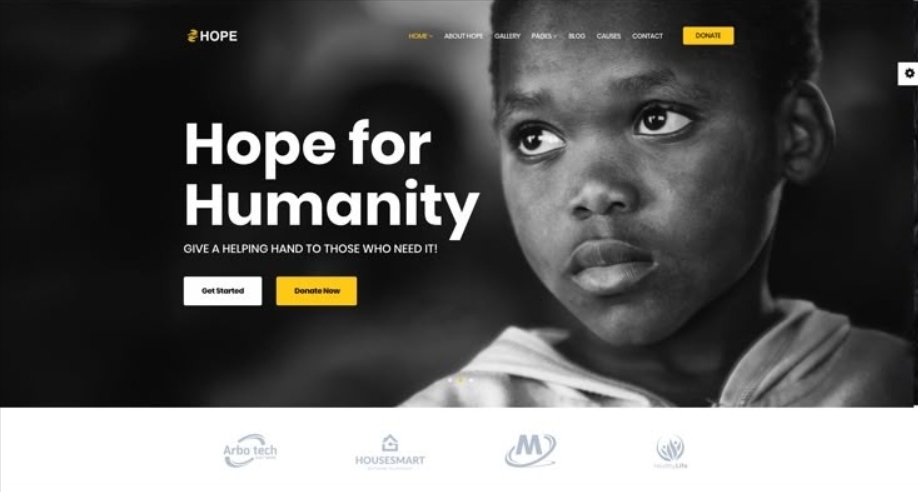 HOPE
HOME ABOUT HOPE GALLERY PAGES BLOG CAUSES CONTACT DONATE
Hope for
Humanity
GIVE A HELPING HAND TO THOSE WHO NEED IT!
Get Started Donate Now
Arbo tech
HOUSESMART
M
HealthyLife